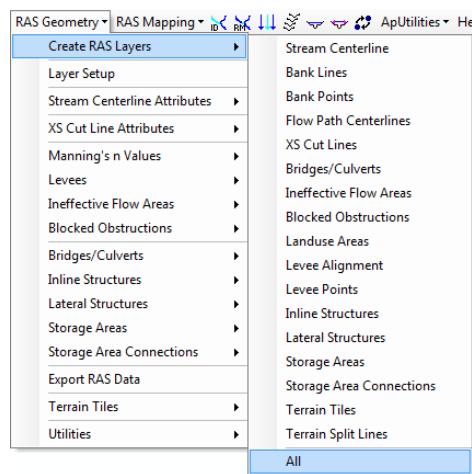 RAS Geometry RAS Mapping ID RM ApUtilities He
Create RAS Layers
Layer Setup
Stream Centerline Attributes
XS Cut Line Attributes
Manning's n Values
Levees
Ineffective Flow Areas
Blocked Obstructions
Bridges/Culverts
Inline Structures
Lateral Structures
Storage Areas
Storage Area Connections
Export RAS Data
Terrain Tiles
Utilities
Stream Centerline
Bank Lines
Bank Points
Flow Path Centerlines
XS Cut Lines
Bridges/Culverts
Ineffective Flow Areas
Blocked Obstructions
Landuse Areas
Levee Alignment
Levee Points
Inline Structures
Lateral Structures
Storage Areas
Storage Area Connections
Terrain Tiles
Terrain Split Lines
All